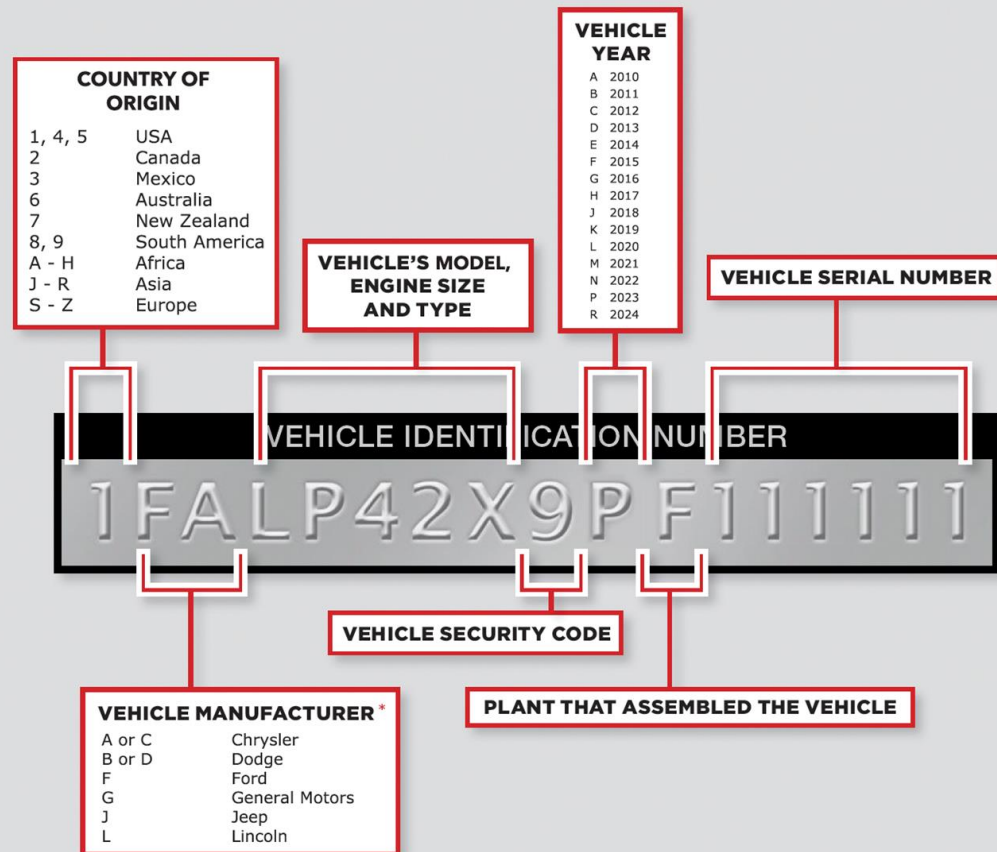 COUNTRY OF
ORIGIN
1, 4, 5 USA
2 Canada
3 Mexico
6 Australia
7 New Zealand
8, 9 South America
A - H Africa
J - R Asia
S - Z Europe
VEHICLE'S MODEL,
ENGINE SIZE
AND TYPE
VEHICLE
YEAR
A 2010
B 2011
C 2012
D 2013
E 2014
F 2015
G 2016
H 2017
J 2018
K 2019
L 2020
M 2021
N 2022
P 2023
R 2024
VEHICLE SERIAL NUMBER
VEHICLE IDENTIFICATION NUMBER
1FALP42X9PF111111
VEHICLE MANUFACTURER*
A or C Chrysler
B or D Dodge
F Ford
G General Motors
J Jeep
L Lincoln
VEHICLE SECURITY CODE
PLANT THAT ASSEMBLED THE VEHICLE